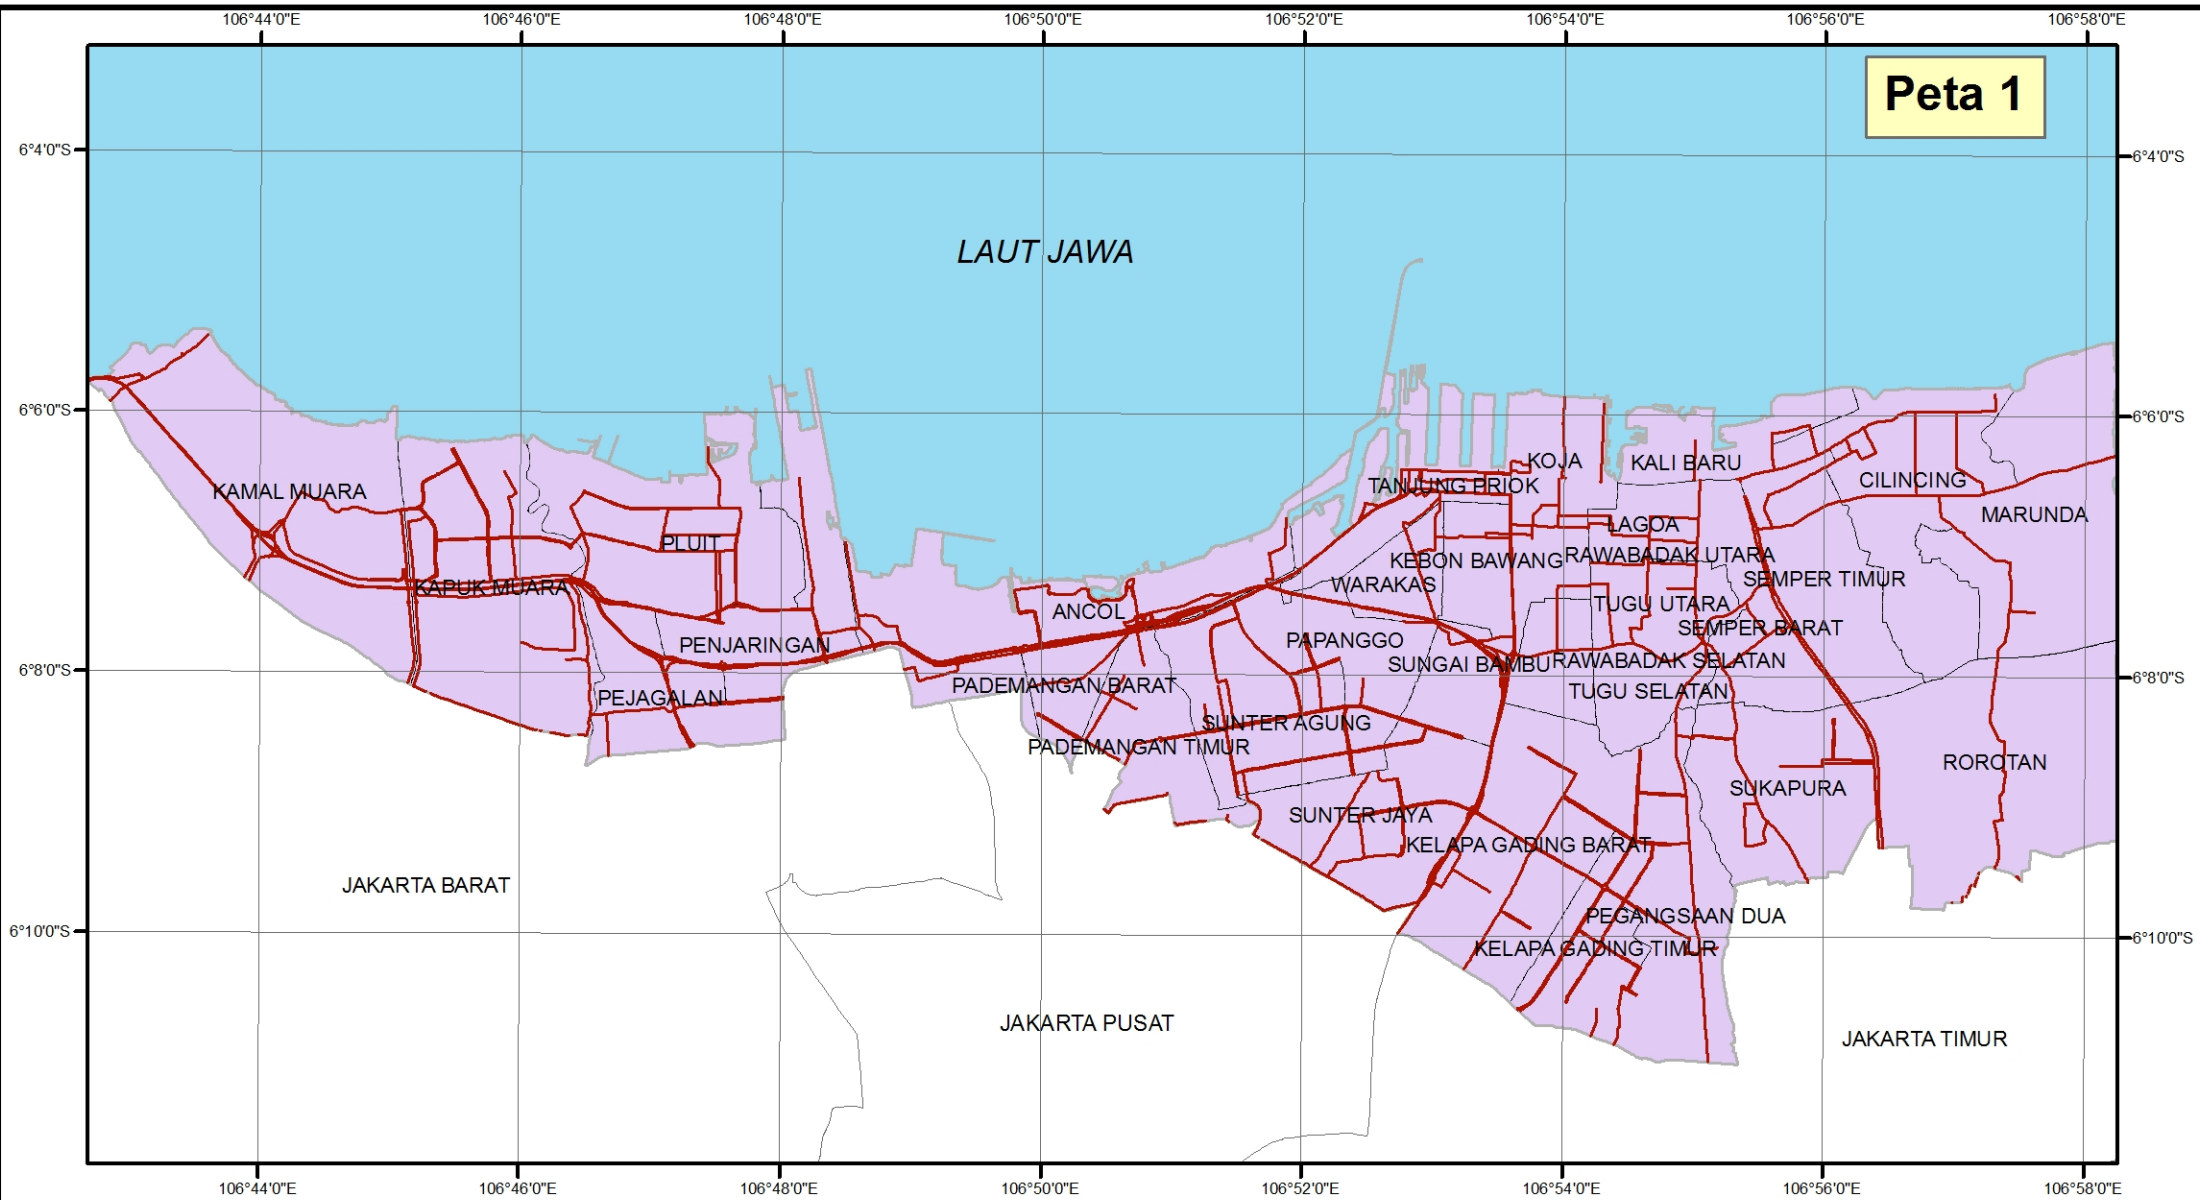 106°44'0"E 106°46'0"E 106°48'0"E 106°50'0"E 106°52'0"E 106°54'0"E 106°56'0"E 106°58'0"E
Peta 1
6°4'0"S 6°4'0"S
LAUT JAWA
6°6'0"S 6°6'0"S
KOJA KALI BARU
CILINCING
TANJUNG PRIOK
KAMAL MUARA
MARUNDA
LAGOA
PLUIT
RAWABADAK UTARA
KEBON BAWANG
SEMPER TIMUR
WARAKAS
KAPUK MUARA
TUGU UTARA
ANCOL
SEMPER BARAT
PAPANGGO
PENJARINGAN
RAWABADAK SELATAN
SUNGAI BAMBU
6°8'0"S 6°8'0"S
PADEMANGAN BARAT
TUGU SELATAN
PEJAGALAN
SUNTER AGUNG
PADEMANGAN TIMUR
ROROTAN
SUKAPURA
SUNTER JAYA
KELAPA GADING BARAT
JAKARTA BARAT
PEGANGSAAN DUA
6°10'0"S 6°10'0"S
KELAPA GADING TIMUR
JAKARTA PUSAT
JAKARTA TIMUR
106°44'0"E 106°46'0"E 106°48'0"E 106°50'0"E 106°52'0"E 106°54'0"E 106°56'0"E 106°58'0"E